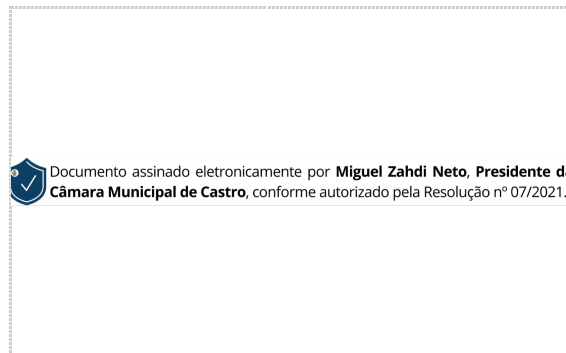 Documento assinado eletronicamente por Miguel Zahdi Neto, Presidente da
Câmara Municipal de Castro, conforme autorizado pela Resolução nº 07/2021.